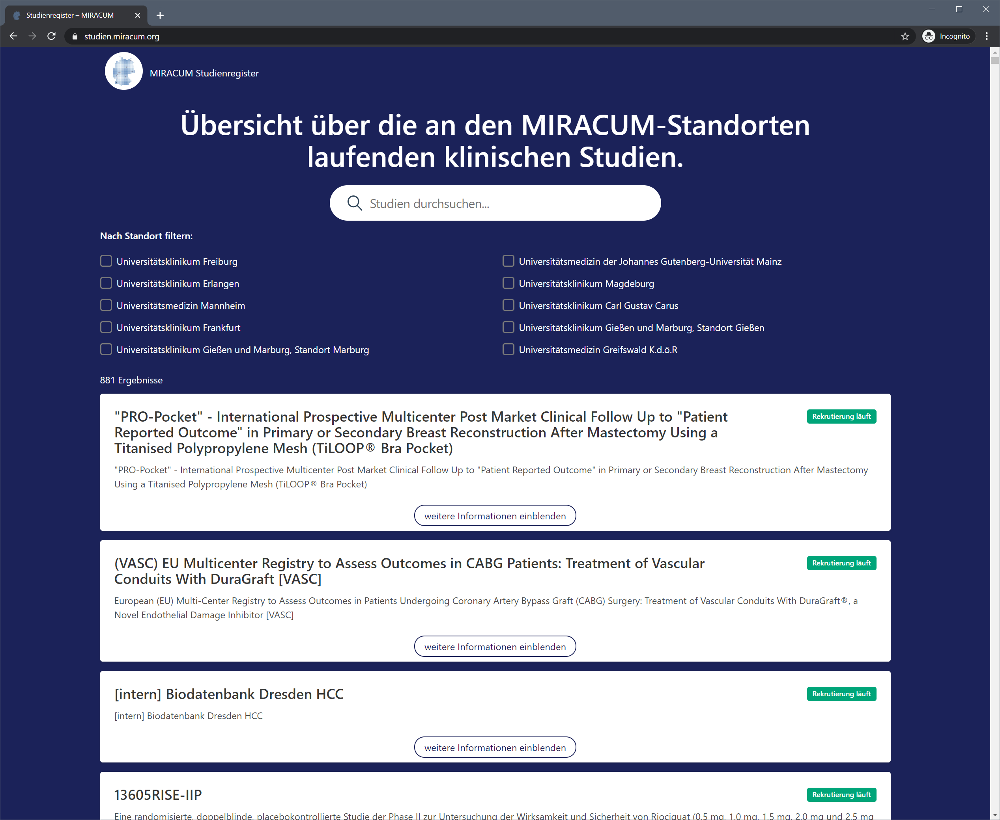 Studienregister – MIRACUM
studien.miracum.org
Incognito
MIRACUM Studienregister
Übersicht über die an den MIRACUM-Standorten
laufenden klinischen Studien.
Studien durchsuchen...
Nach Standort filtern:
Universitätsklinikum Freiburg
Universitätsmedizin der Johannes Gutenberg-Universität Mainz
Universitätsklinikum Erlangen
Universitätsklinikum Magdeburg
Universitätsmedizin Mannheim
Universitätsklinikum Carl Gustav Carus
Universitätsklinikum Frankfurt
Universitätsklinikum Gießen und Marburg, Standort Gießen
Universitätsklinikum Gießen und Marburg, Standort Marburg
Universitätsmedizin Greifswald K.d.ö.R
881 Ergebnisse
"PRO-Pocket" - International Prospective Multicenter Post Market Clinical Follow Up to "Patient
Reported Outcome" in Primary or Secondary Breast Reconstruction After Mastectomy Using a
Titanised Polypropylene Mesh (TiLOOP® Bra Pocket)
Rekrutierung läuft
"PRO-Pocket" - International Prospective Multicenter Post Market Clinical Follow Up to "Patient Reported Outcome" in Primary or Secondary Breast Reconstruction After Mastectomy
Using a Titanised Polypropylene Mesh (TiLOOP® Bra Pocket)
weitere Informationen einblenden
(VASC) EU Multicenter Registry to Assess Outcomes in CABG Patients: Treatment of Vascular
Conduits With DuraGraft [VASC]
Rekrutierung läuft
European (EU) Multi-Center Registry to Assess Outcomes in Patients Undergoing Coronary Artery Bypass Graft (CABG) Surgery: Treatment of Vascular Conduits With DuraGraft®, a
Novel Endothelial Damage Inhibitor [VASC]
weitere Informationen einblenden
[intern] Biodatenbank Dresden HCC
Rekrutierung läuft
[intern] Biodatenbank Dresden HCC
weitere Informationen einblenden
13605RISE-IIP
Rekrutierung läuft
Eine randomisierte, doppelblinde, placebokontrollierte Studie der Phase II zur Untersuchung der Wirksamkeit und Sicherheit von Riociguat (0,5 mg, 1,0 mg, 1,5 mg, 2,0 mg und 2,5 mg